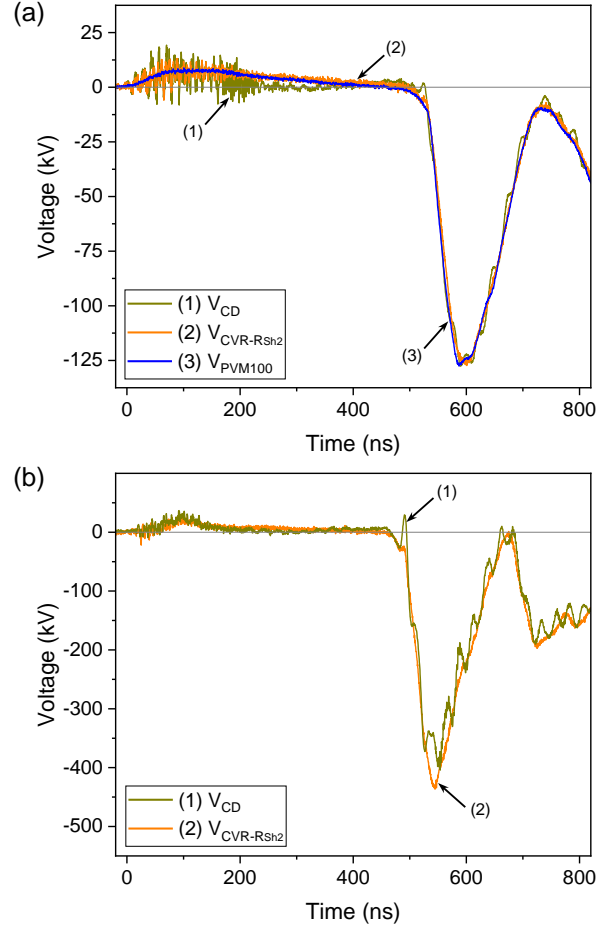 (a)
25
0
-25
-50
-75
-100
-125
Voltage (kV)
(2)
(1)
(3)
(1) V_CD
(2) V_CVR-RSh2
(3) V_PVM100
0 200 400 600 800
Time (ns)
(b)
0
-100
-200
-300
-400
-500
Voltage (kV)
(1)
(2)
(1) V_CD
(2) V_CVR-RSh2
0 200 400 600 800
Time (ns)